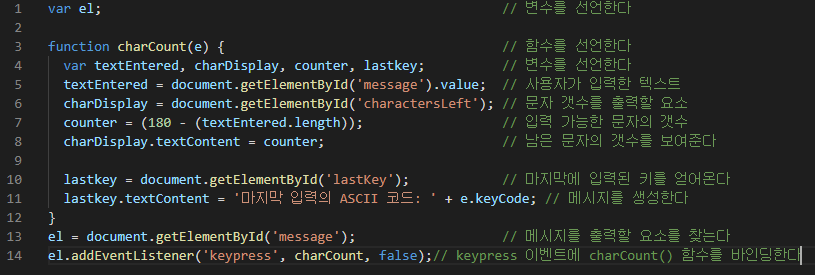 1 var el; // 변수를 선언한다
2
3 function charCount(e) { // 함수를 선언한다
4 var textEntered, charDisplay, counter, lastkey; // 변수를 선언한다
5 textEntered = document.getElementById('message').value; // 사용자가 입력한 텍스트
6 charDisplay = document.getElementById('charactersLeft'); // 문자 갯수를 출력할 요소
7 counter = (180 - (textEntered.length)); // 입력 가능한 문자의 갯수
8 charDisplay.textContent = counter; // 남은 문자의 갯수를 보여준다
9
10 lastkey = document.getElementById('lastKey'); // 마지막에 입력된 키를 얻어온다
11 lastkey.textContent = '마지막 입력의 ASCII 코드: ' + e.keyCode; // 메시지를 생성한다
12 }
13 el = document.getElementById('message'); // 메시지를 출력할 요소를 찾는다
14 el.addEventListener('keypress', charCount, false);// keypress 이벤트에 charCount() 함수를 바인딩한다